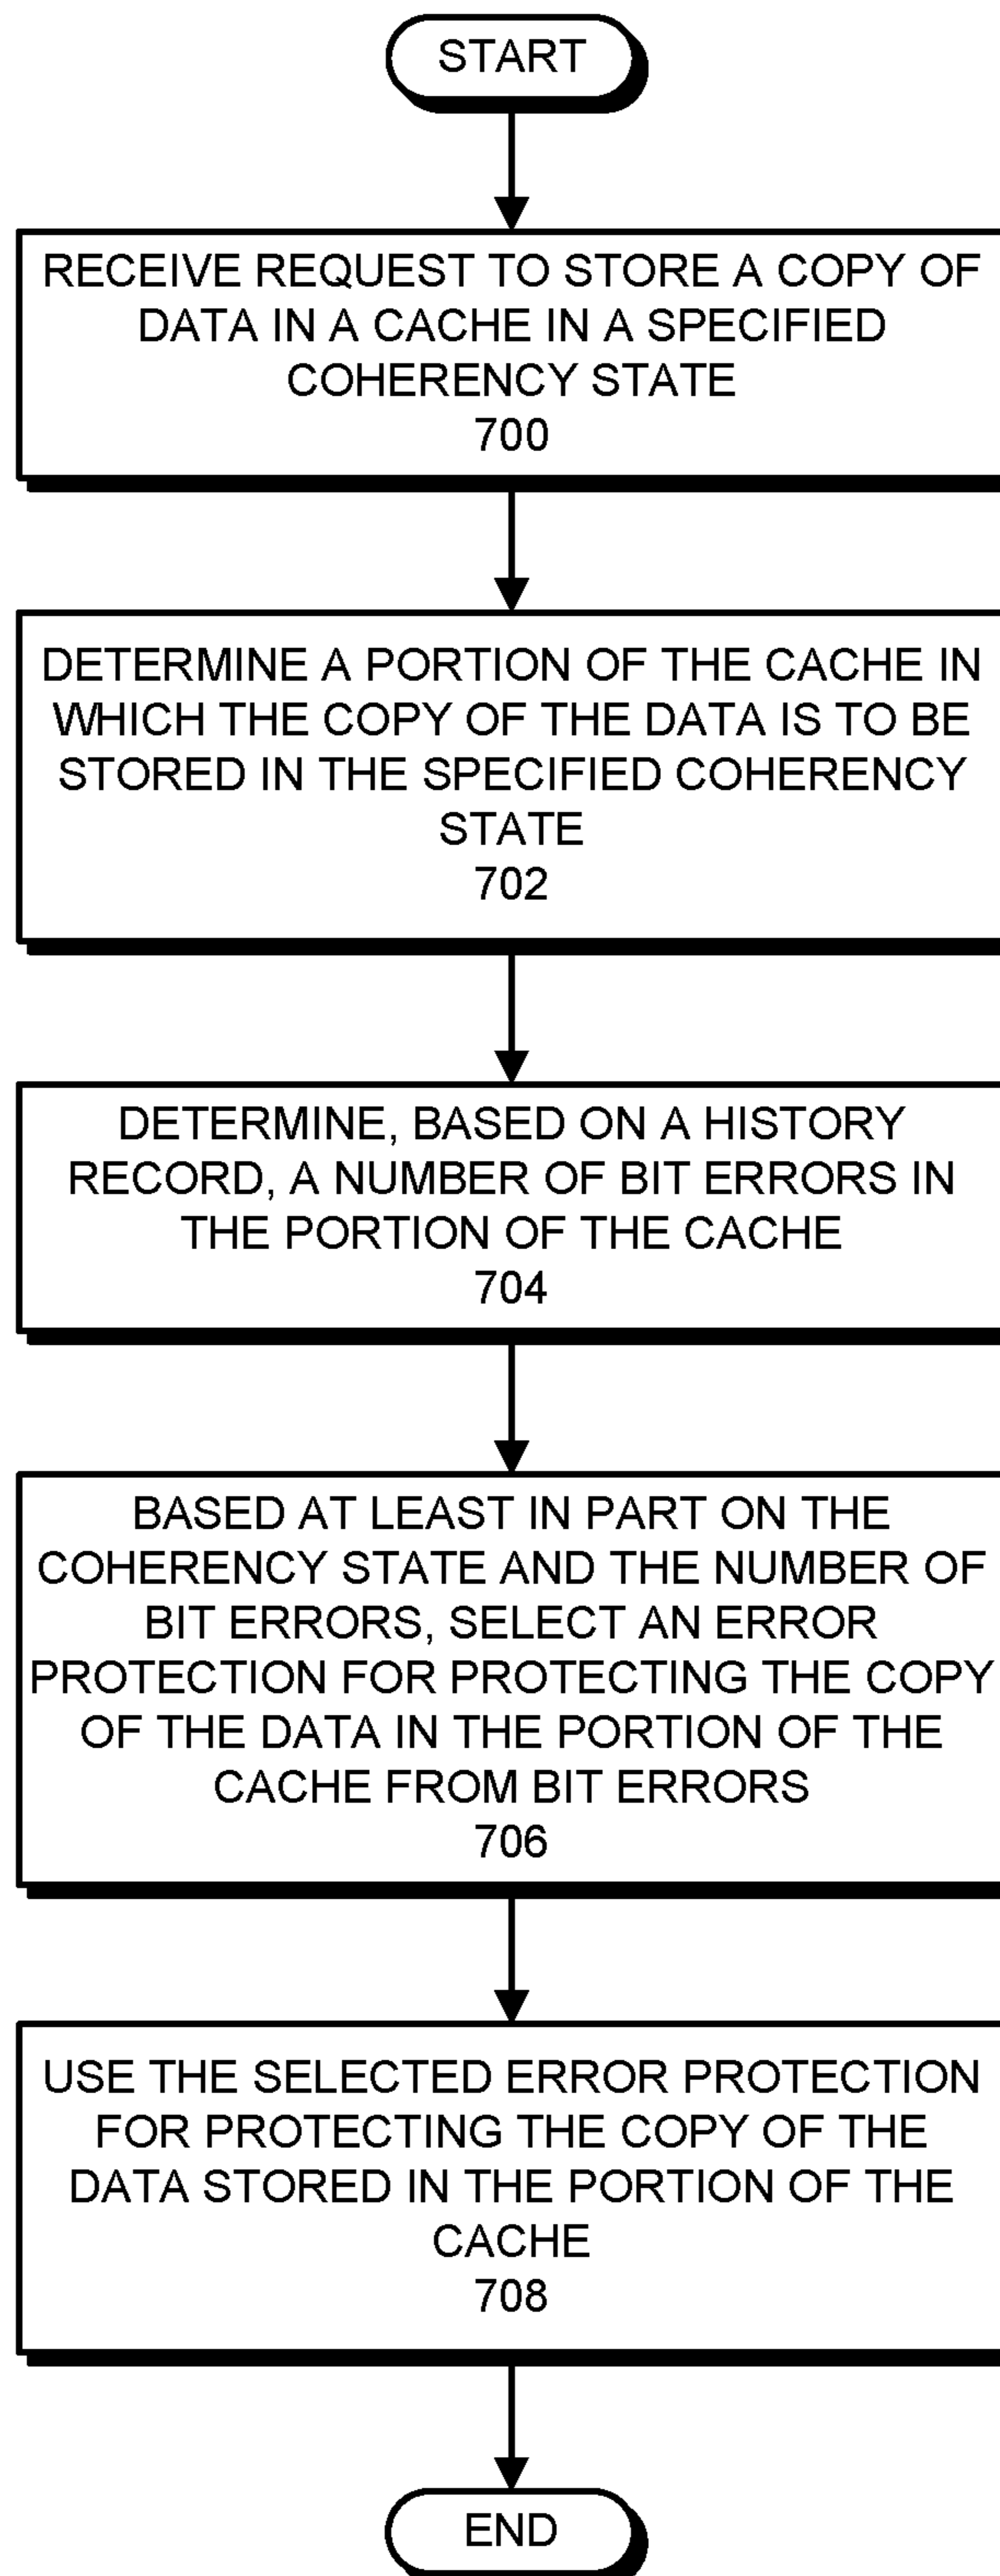 START
RECEIVE REQUEST TO STORE A COPY OF
DATA IN A CACHE IN A SPECIFIED
COHERENCY STATE
700
DETERMINE A PORTION OF THE CACHE IN
WHICH THE COPY OF THE DATA IS TO BE
STORED IN THE SPECIFIED COHERENCY
STATE
702
DETERMINE, BASED ON A HISTORY
RECORD, A NUMBER OF BIT ERRORS IN
THE PORTION OF THE CACHE
704
BASED AT LEAST IN PART ON THE
COHERENCY STATE AND THE NUMBER OF
BIT ERRORS, SELECT AN ERROR
PROTECTION FOR PROTECTING THE COPY
OF THE DATA IN THE PORTION OF THE
CACHE FROM BIT ERRORS
706
USE THE SELECTED ERROR PROTECTION
FOR PROTECTING THE COPY OF THE
DATA STORED IN THE PORTION OF THE
CACHE
708
END